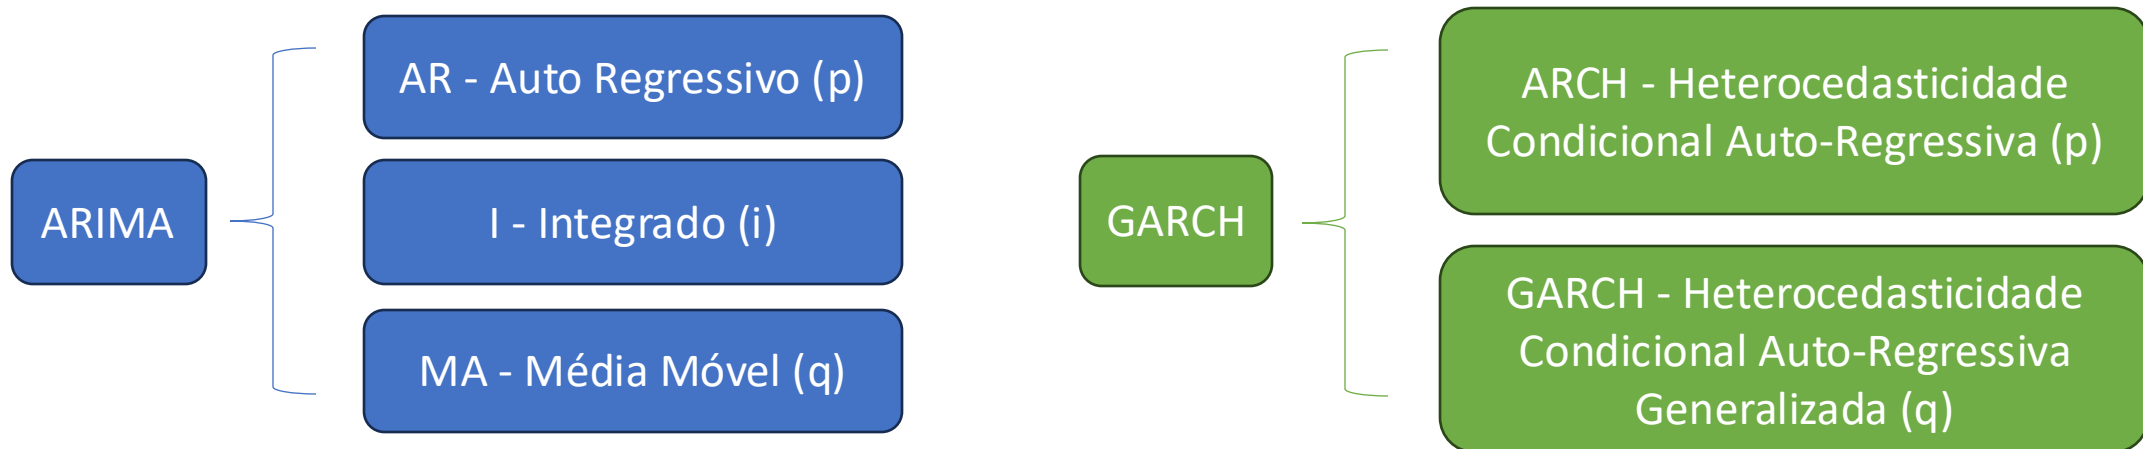 ARIMA
AR - Auto Regressivo (p)
I - Integrado (i)
MA - Média Móvel (q)
GARCH
ARCH - Heterocedasticidade
Condicional Auto-Regressiva (p)
GARCH - Heterocedasticidade
Condicional Auto-Regressiva
Generalizada (q)